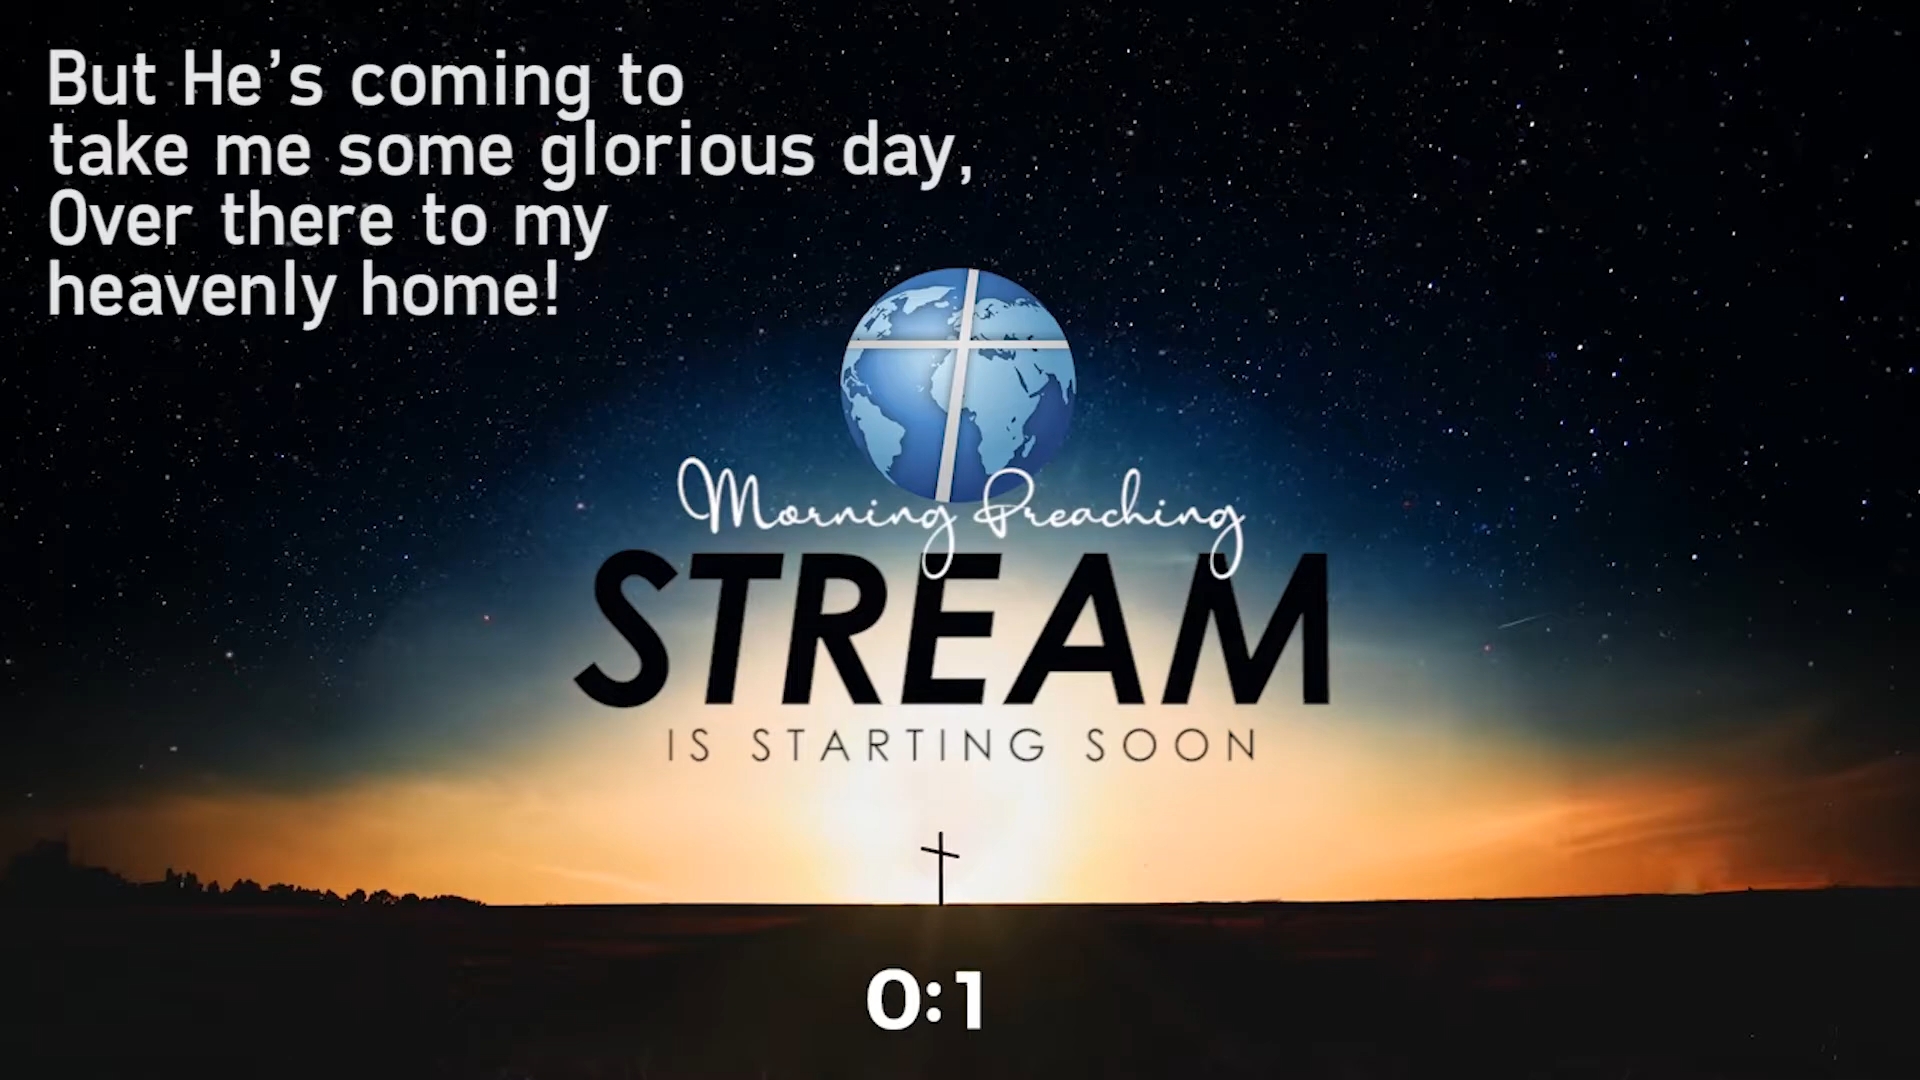 But He’s coming to
take me some glorious day,
Over there to my
heavenly home!
Morning Preaching
STREAM
IS STARTING SOON
0:1